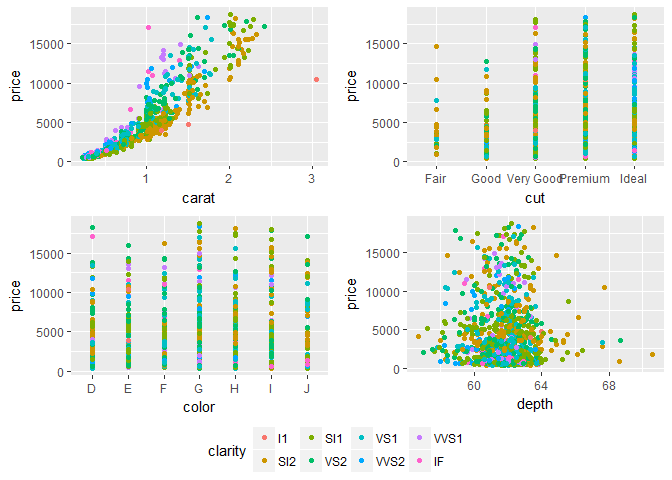 price
15000
10000
5000
0
1 2 3
carat
price
15000
10000
5000
0
Fair Good Very Good Premium Ideal
cut
price
15000
10000
5000
0
D E F G H I J
color
price
15000
10000
5000
0
60 64 68
depth
clarity
I1 SI1 VS1 VVS1
SI2 VS2 VVS2 IF